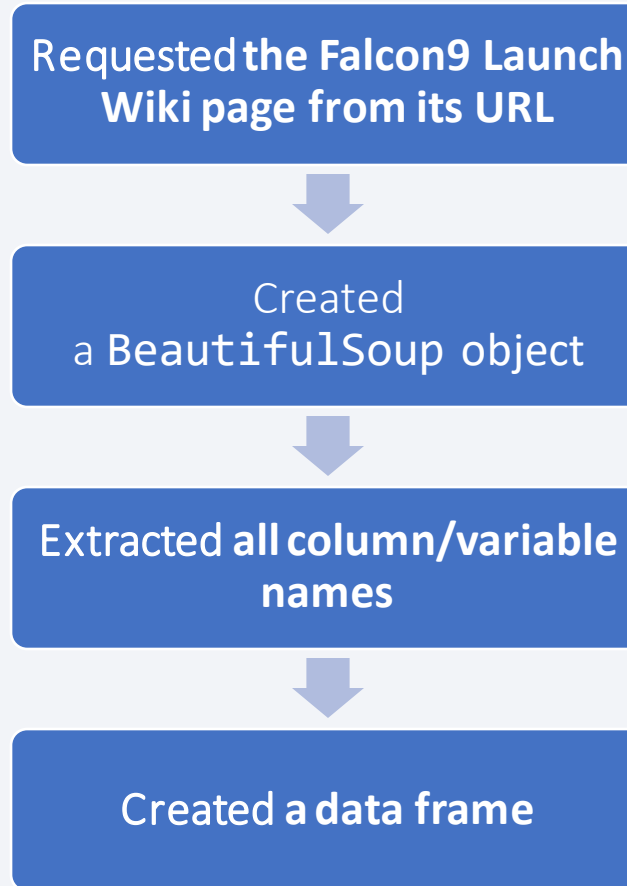 Requested the Falcon9 Launch
Wiki page from its URL
Created
a BeautifulSoup object
Extracted all column/variable
names
Created a data frame